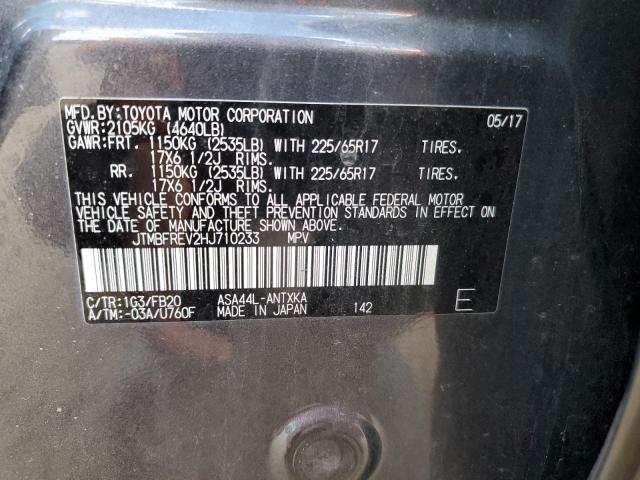 MFD.BY:TOYOTA MOTOR CORPORATION 05/17
GVWR:2105KG (4640LB)
GAWR:FRT. 1150KG (2535LB) WITH 225/65R17 TIRES.
17X6 1/2J RIMS.
RR. 1150KG (2535LB) WITH 225/65R17 TIRES.
17X6 1/2J RIMS.
THIS VEHICLE CONFORMS TO ALL APPLICABLE FEDERAL MOTOR
VEHICLE SAFETY AND THEFT PREVENTION STANDARDS IN EFFECT ON
THE DATE OF MANUFACTURE SHOWN ABOVE.
JTMBFREV2HJ710233 MPV
C/TR:1G3/FB20 ASA44L-ANTXKA
A/TM:-03A/U760F MADE IN JAPAN 142 E